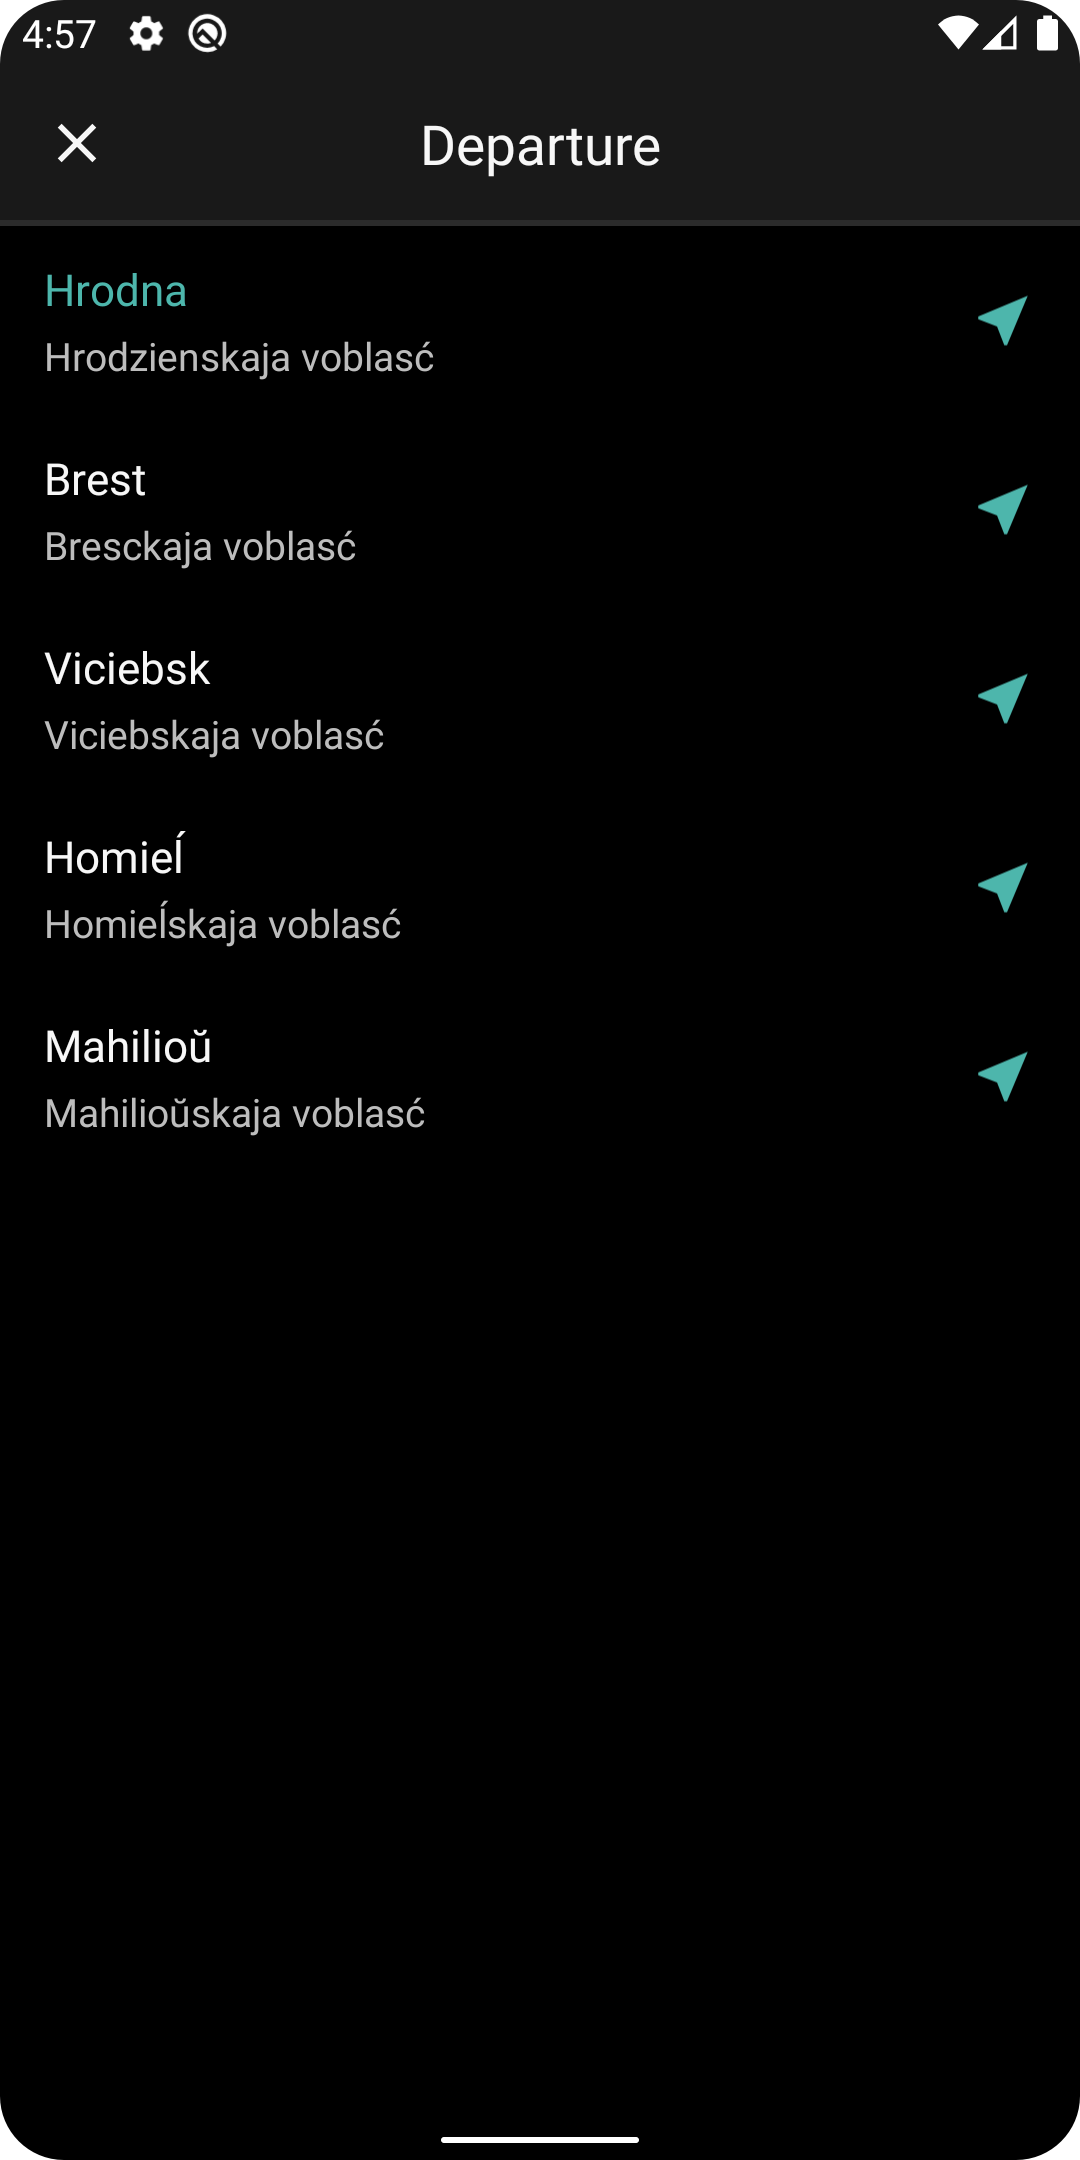 4:57
Departure
Hrodna
Hrodzienskaja voblasć
Brest
Bresckaja voblasć
Viciebsk
Viciebskaja voblasć
Homieĺ
Homieĺskaja voblasć
Mahilioŭ
Mahilioŭskaja voblasć